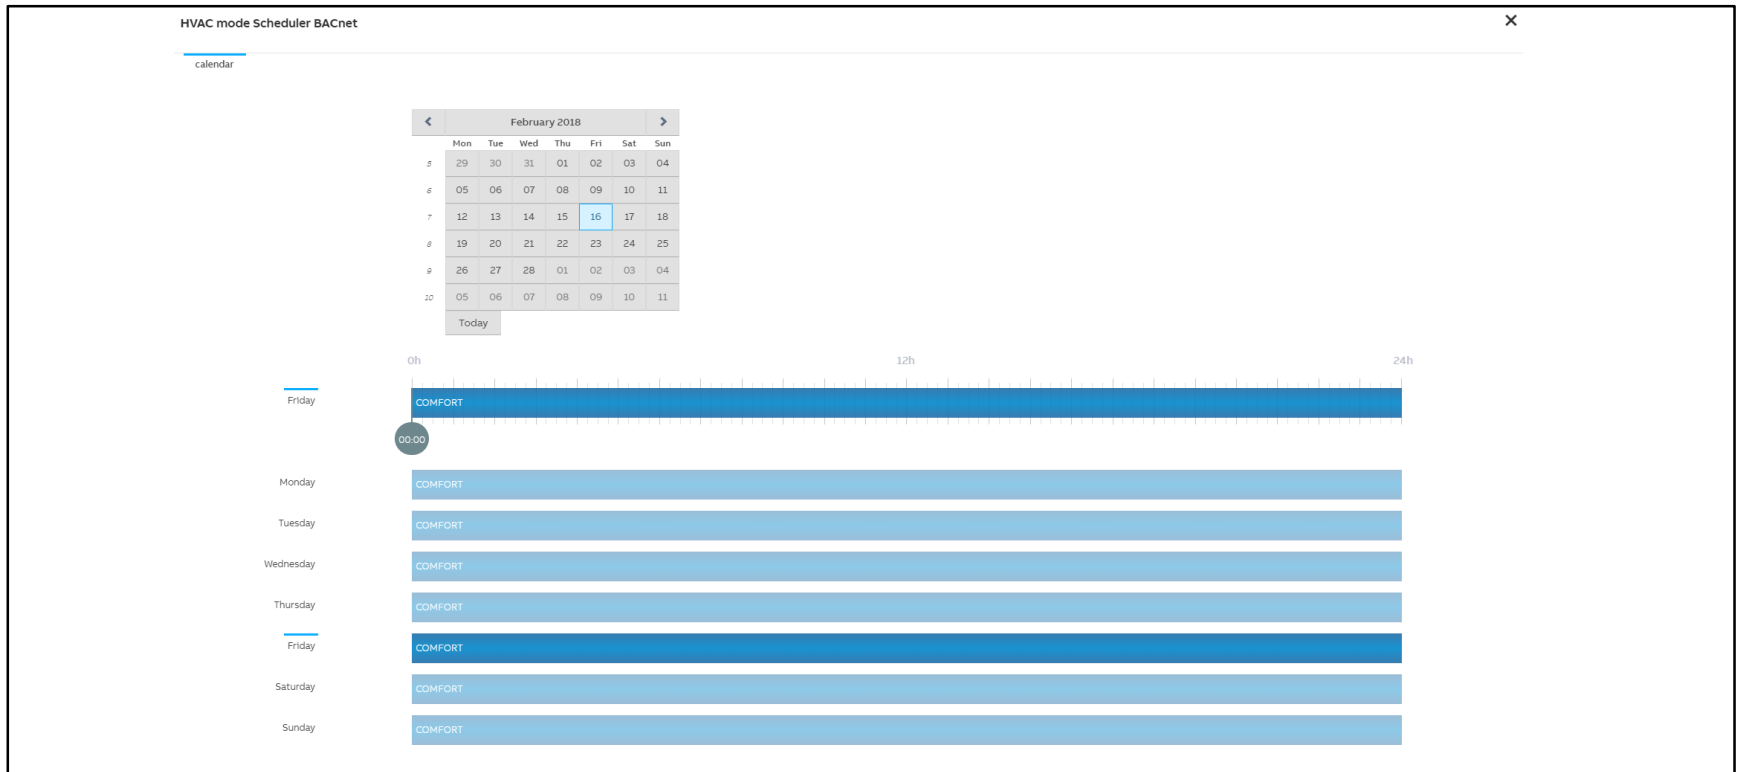 HVAC mode Scheduler BACnet
calendar
February 2018
Mon Tue Wed Thu Fri Sat Sun
5 29 30 31 01 02 03 04
6 05 06 07 08 09 10 11
7 12 13 14 15 16 17 18
8 19 20 21 22 23 24 25
9 26 27 28 01 02 03 04
10 05 06 07 08 09 10 11
Today
0h 12h 24h
Friday COMFORT
00:00
Monday COMFORT
Tuesday COMFORT
Wednesday COMFORT
Thursday COMFORT
Friday COMFORT
Saturday COMFORT
Sunday COMFORT